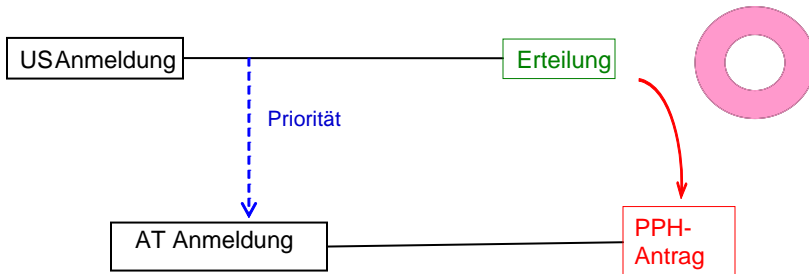 USAnmeldung
Erteilung
Priorität
AT Anmeldung
PPH-
Antrag